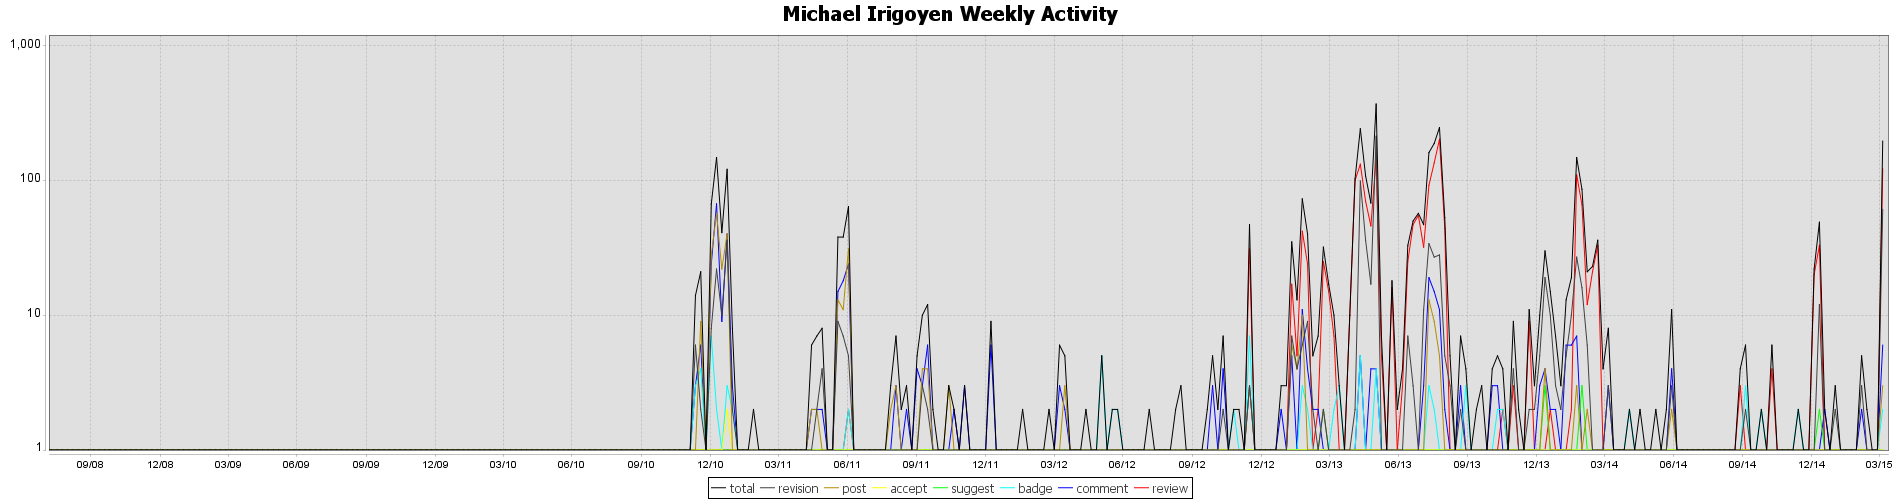 Michael Irigoyen Weekly Activity
1,000
100
10
1
09/08 12/08 03/09 06/09 09/09 12/09 03/10 06/10 09/10 12/10 03/11 06/11 09/11 12/11 03/12 06/12 09/12 12/12 03/13 06/13 09/13 12/13 03/14 06/14 09/14 12/14 03/15
total revision post accept suggest badge comment review